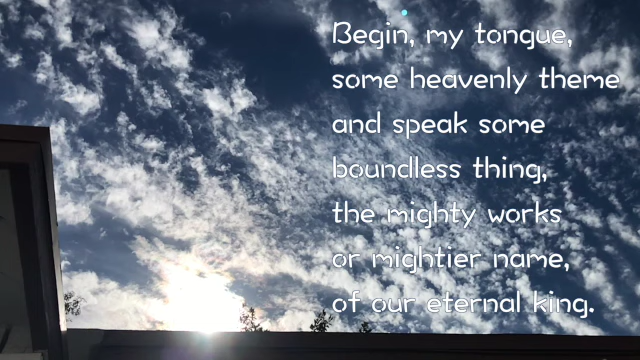 Begin, my tongue,
some heavenly theme
and speak some
boundless thing,
the mighty works
or mightier name,
of our eternal king.